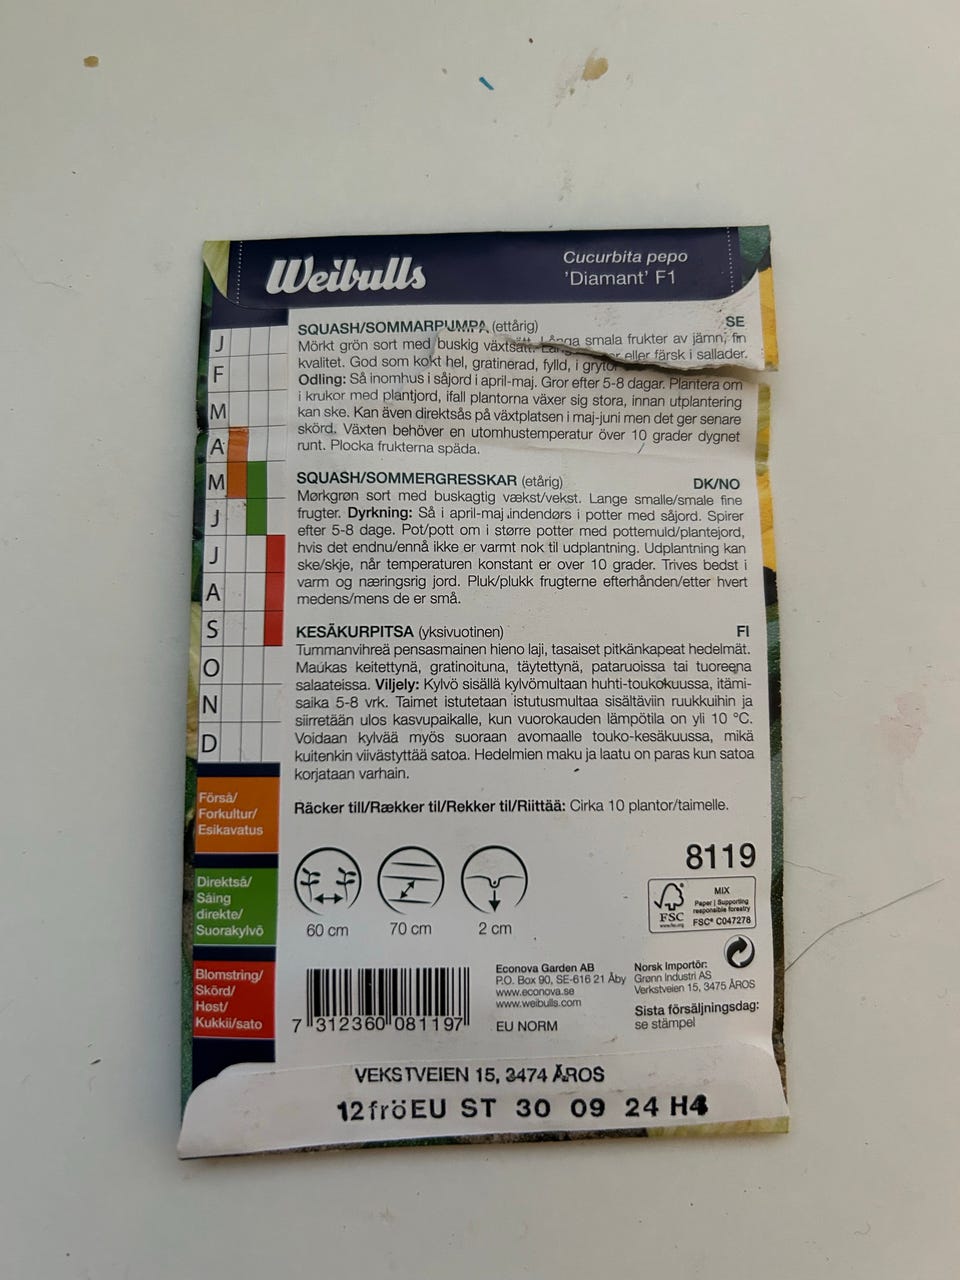 Weibulls
Cucurbita pepo
'Diamant' F1
SQUASH/SOMMARPUMPA (ettårig) SE
Mörkt grön sort med buskig växtsätt. Långa smala frukter av jämn, fin
kvalitet. God som kokt hel, gratinerad, fylld, i grytor eller färsk i sallader.
Odling: Så inomhus i såjord i april-maj. Gror efter 5-8 dagar. Plantera om
i krukor med plantjord, ifall plantorna växer sig stora, innan utplantering
kan ske. Kan även direktsås på växtplatsen i maj-juni men det ger senare
skörd. Växten behöver en utomhustemperatur över 10 grader dygnet
runt. Plocka frukterna späda.
SQUASH/SOMMERGRESSKAR (etårig) DK/NO
Mørkgrøn sort med buskagtig vækst/vekst. Lange smalle/smale fine
frugter. Dyrkning: Så i april-maj indendørs i potter med såjord. Spirer
efter 5-8 dage. Pot/pott om i større potter med pottemuld/plantejord,
hvis det endnu/ennå ikke er varmt nok til udplantning. Udplantning kan
ske/skje, når temperaturen konstant er over 10 grader. Trives bedst i
varm og næringsrig jord. Pluk/plukk frugterne efterhånden/etter hvert
medens/mens de er små.
KESÄKURPITSA (yksivuotinen) FI
Tummanvihreä pensasmainen hieno laji, tasaiset pitkänkapeat hedelmät.
Maukas keitettynä, gratinoituna, täytettynä, pataruoissa tai tuoreena
salaateissa. Viljely: Kylvö sisällä kylvömultaan huhti-toukokuussa, itämi-
saika 5-8 vrk. Taimet istutetaan istutusmultaa sisältäviin ruukkuihin ja
siirretään ulos kasvupaikalle, kun vuorokauden lämpötila on yli 10 °C.
Voidaan kylvää myös suoraan avomaalle touko-kesäkuussa, mikä
kuitenkin viivästyttää satoa. Hedelmien maku ja laatu on paras kun satoa
korjataan varhain.
Räcker till/Rækker til/Rekker til/Riittää: Cirka 10 plantor/taimelle.
J
F
M
A
M
J
J
A
S
O
N
D
Förså/
Forkultur/
Esikavatus
Direktså/
Såing
direkte/
Suorakylvö
Blomstring/
Skörd/
Høst/
Kukkii/sato
60 cm
70 cm
2 cm
8119
FSC
www.fsc.org
MIX
Paper | Supporting
responsible forestry
FSC® C047278
7 312360 081197
Econova Garden AB
P.O. Box 90, SE-616 21 Åby
www.econova.se
www.weibulls.com
EU NORM
Norsk Importör:
Grønn Industri AS
Verkstveien 15, 3475 ÅROS
Sista försäljningsdag:
se stämpel
VEKSTVEIEN 15, 3474 ÅROS
12fröEU ST 30 09 24 H4